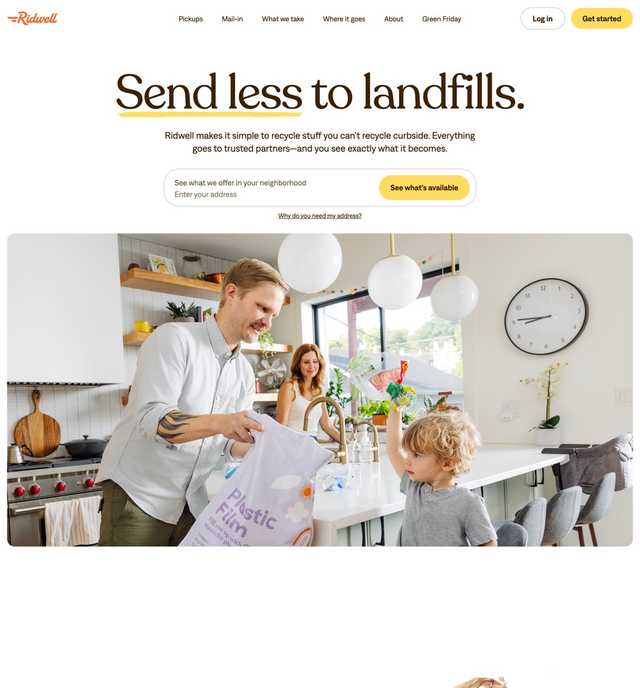 Ridwell
Pickups
Mail-in
What we take
Where it goes
About
Green Friday
Log in
Get started
Send less to landfills.
Ridwell makes it simple to recycle stuff you can't recycle curbside. Everything
goes to trusted partners—and you see exactly what it becomes.
See what we offer in your neighborhood
Enter your address
See what's available
Why do you need my address?
Plastic
Film